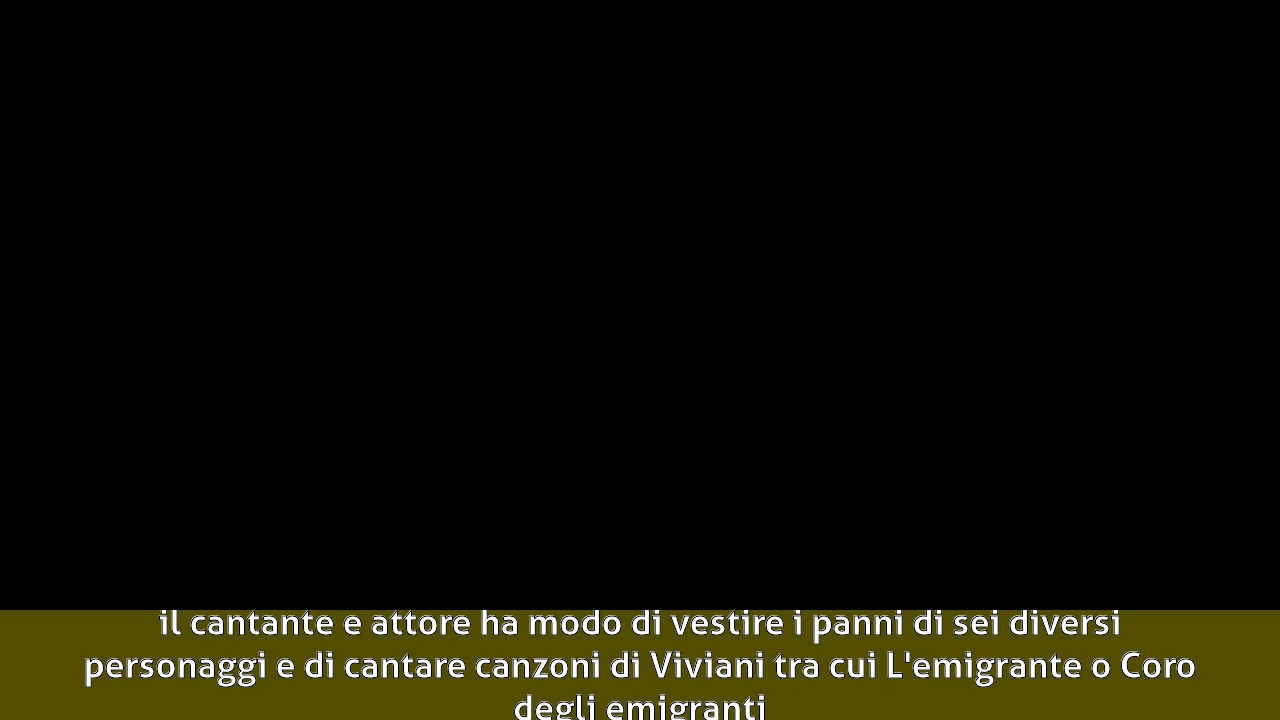 il cantante e attore ha modo di vestire i panni di sei diversi
personaggi e di cantare canzoni di Viviani tra cui L'emigrante o Coro
degli emigranti